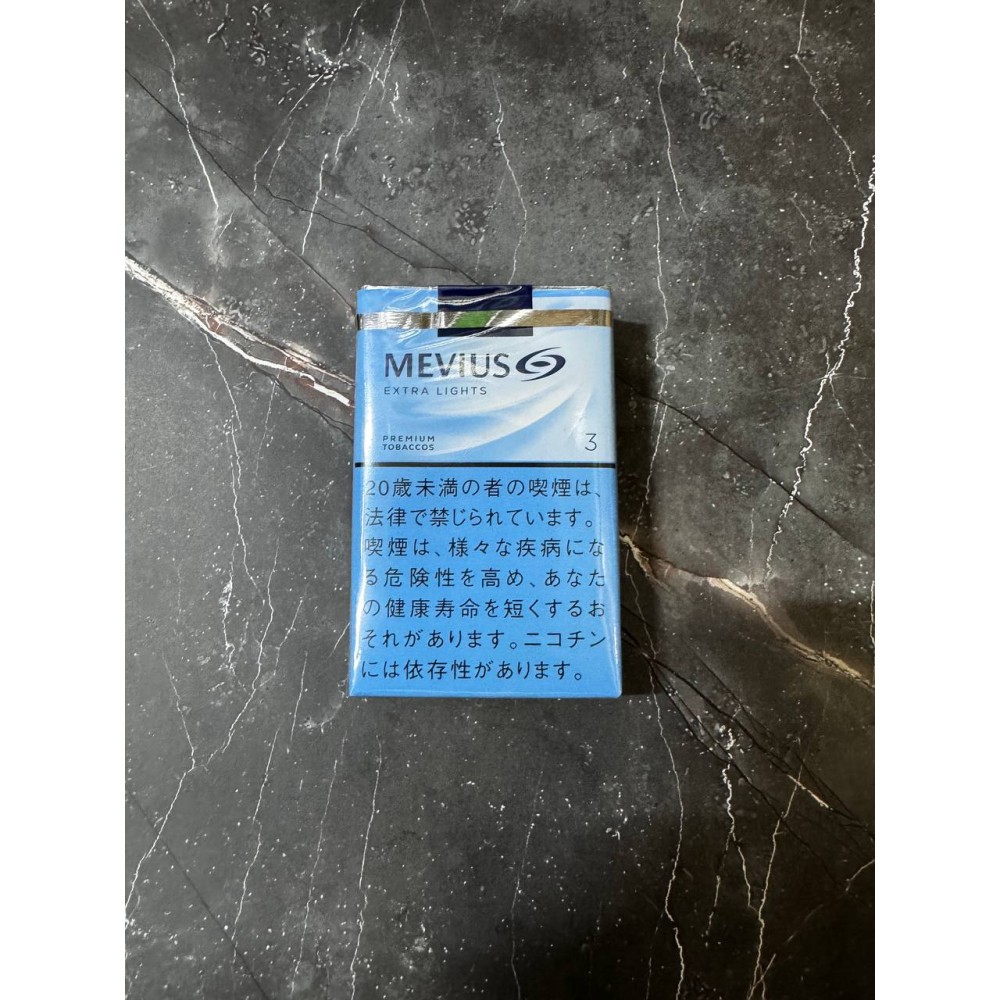 MEVIUS
EXTRA LIGHTS
PREMIUM
TOBACCOS
3
20歳未満の者の喫煙は、
法律で禁じられています。
喫煙は、様々な疾病にな
る危険性を高め、あなた
の健康寿命を短くするお
それがあります。ニコチン
には依存性があります。